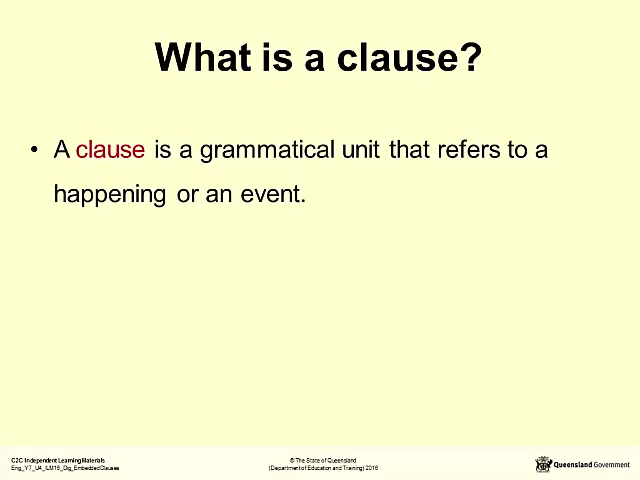 What is a clause?
• A clause is a grammatical unit that refers to a
happening or an event.
C2C Independent Learning Materials
Eng_Y7_U4_ILM16_Dig_EmbeddedClauses
© The State of Queensland
(Department of Education and Training) 2016
Queensland Government